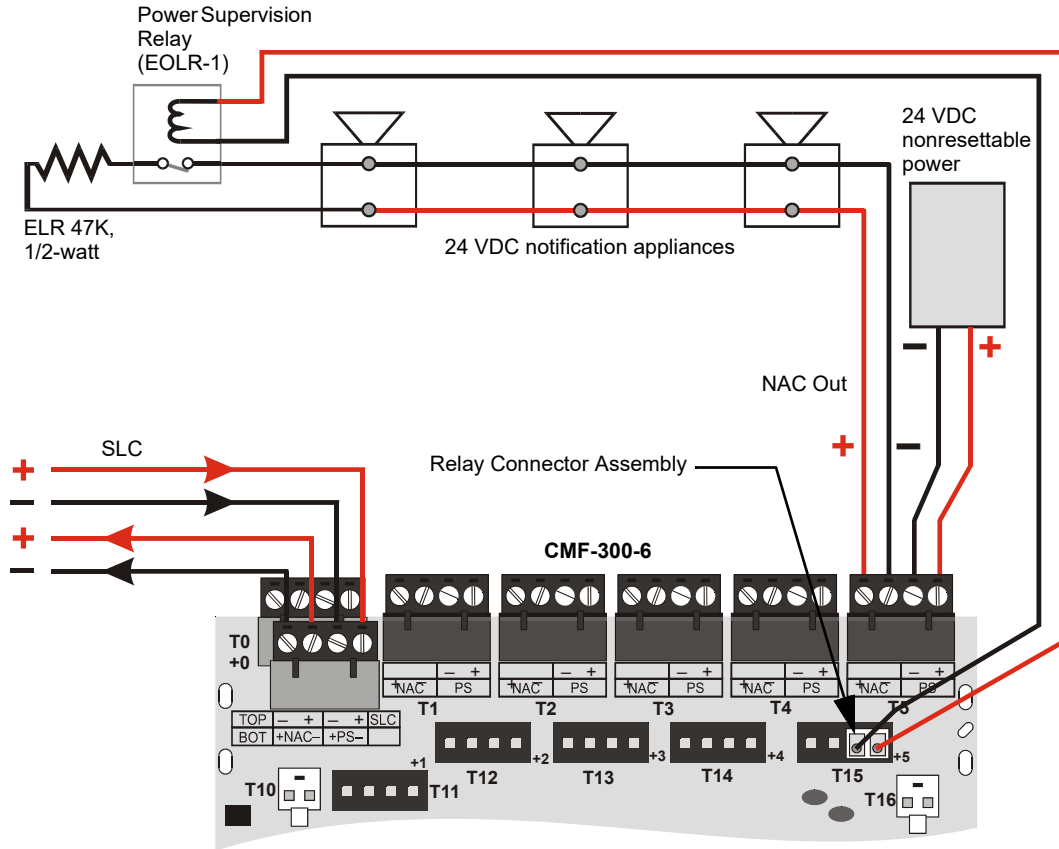 Power Supervision
Relay
(EOLR-1)
24 VDC
nonresettable
power
ELR 47K,
1/2-watt
24 VDC notification appliances
− +
NAC Out
+ −
SLC
+
−
+
−
Relay Connector Assembly
CMF-300-6
T0
+0
− +
+ NAC − PS
− +
+ NAC − PS
− +
+ NAC − PS
− +
+ NAC − PS
− +
+ NAC − PS
T1 T2 T3 T4 T5
TOP − + − + SLC
BOT +NAC− +PS−
T10
+1
T11
T12
+2
T13
+3
T14
+4
T15
+5
T16